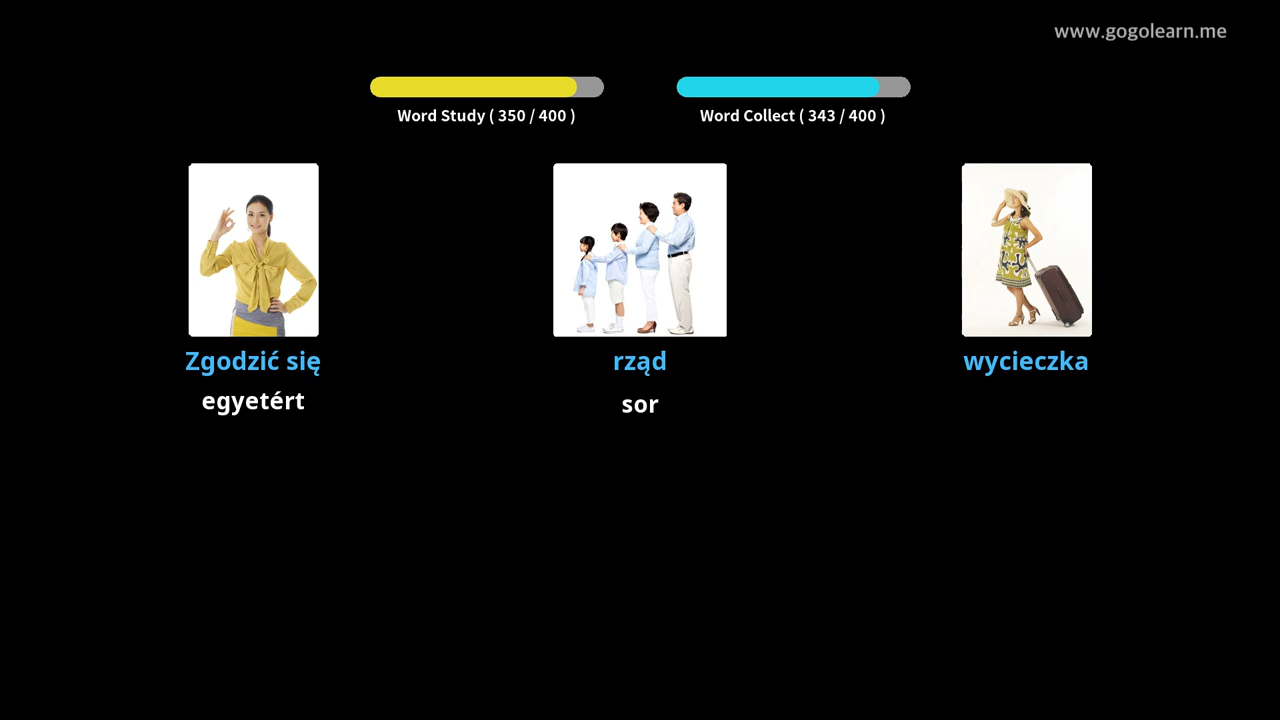 www.gogolearn.me
Word Study ( 350 / 400 )
Word Collect ( 343 / 400 )
Zgodzić się
egyetért
rząd
sor
wycieczka